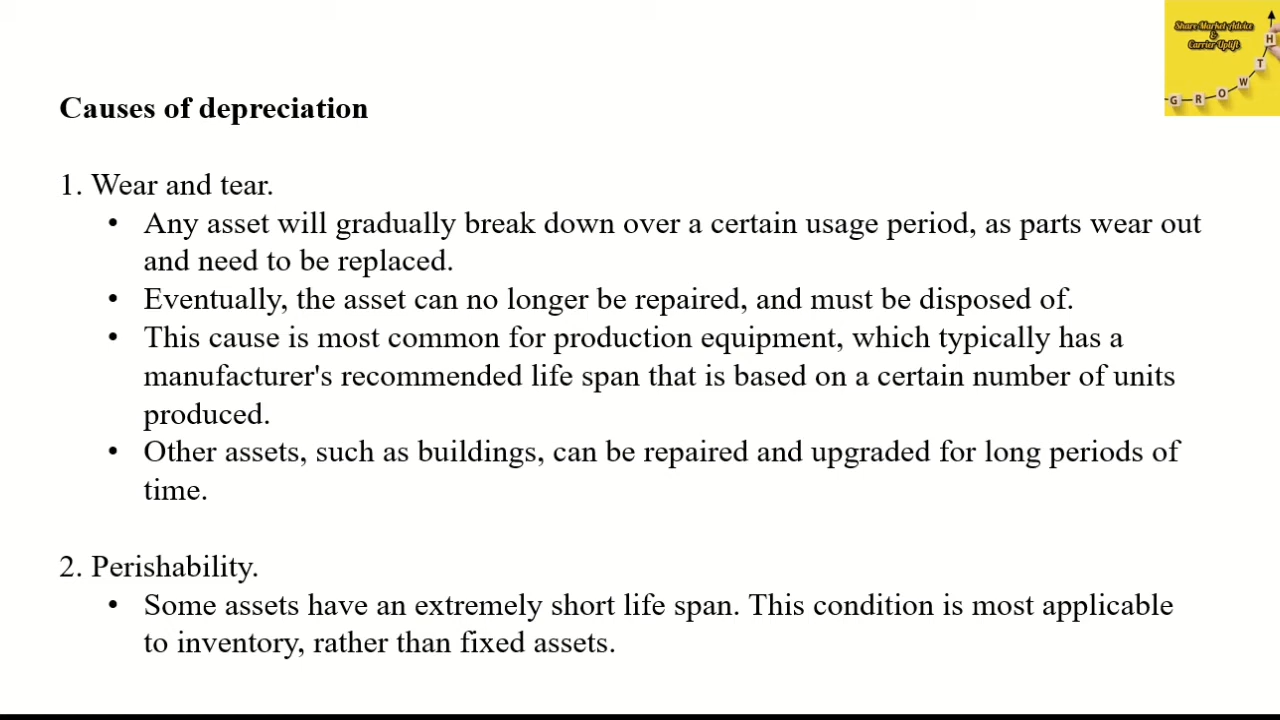 Share Market Advice
&
Carrier Uplift
G R O W T H
Causes of depreciation
1. Wear and tear.
• Any asset will gradually break down over a certain usage period, as parts wear out
and need to be replaced.
• Eventually, the asset can no longer be repaired, and must be disposed of.
• This cause is most common for production equipment, which typically has a
manufacturer's recommended life span that is based on a certain number of units
produced.
• Other assets, such as buildings, can be repaired and upgraded for long periods of
time.
2. Perishability.
• Some assets have an extremely short life span. This condition is most applicable
to inventory, rather than fixed assets.